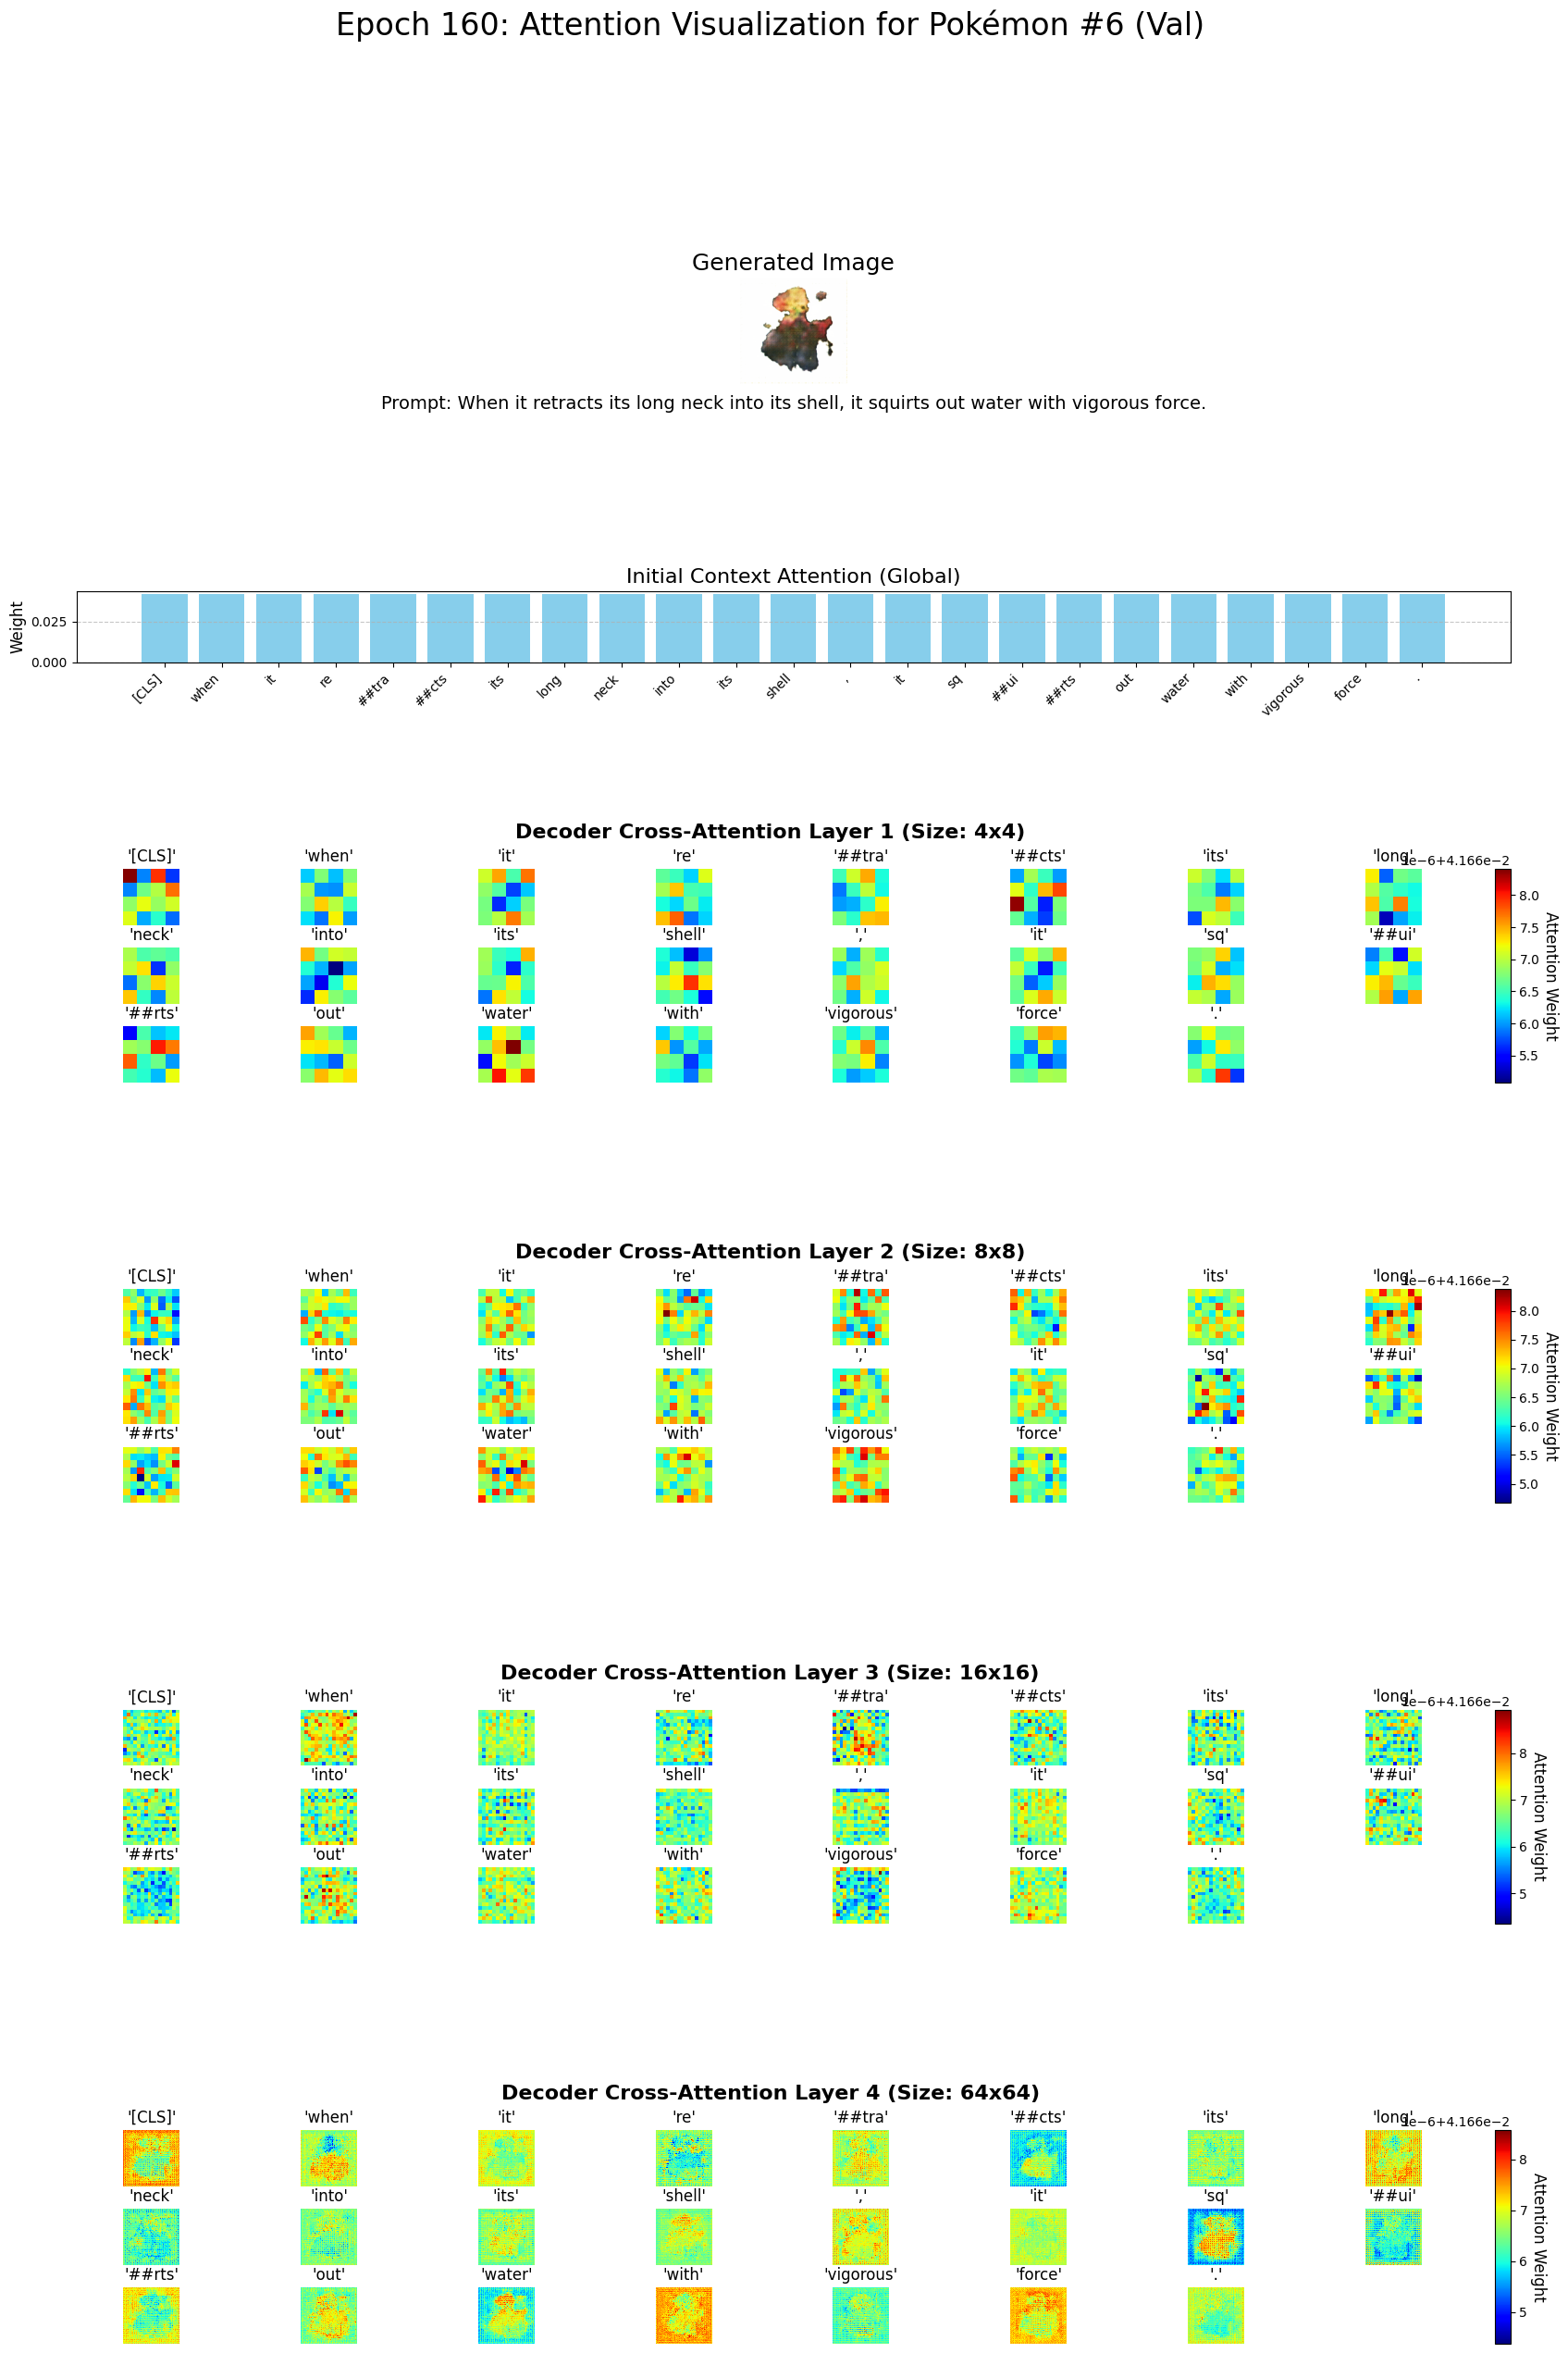 Epoch 160: Attention Visualization for Pokémon #6 (Val)
Generated Image
Prompt: When it retracts its long neck into its shell, it squirts out water with vigorous force.
Initial Context Attention (Global)
Weight
0.025
0.000
[CLS] when it re ##tra ##cts its long neck into its shell , it sq ##ui ##rts out water with vigorous force .
Decoder Cross-Attention Layer 1 (Size: 4x4)
'[CLS]' 'when' 'it' 're' '##tra' '##cts' 'its' 'long'
1e-6+4.166e-2
'neck' 'into' 'its' 'shell' ',' 'it' 'sq' '##ui'
'##rts' 'out' 'water' 'with' 'vigorous' 'force' '.'
8.0
7.5
7.0
6.5
6.0
5.5
Attention Weight
Decoder Cross-Attention Layer 2 (Size: 8x8)
'[CLS]' 'when' 'it' 're' '##tra' '##cts' 'its' 'long'
1e-6+4.166e-2
'neck' 'into' 'its' 'shell' ',' 'it' 'sq' '##ui'
'##rts' 'out' 'water' 'with' 'vigorous' 'force' '.'
8.0
7.5
7.0
6.5
6.0
5.5
5.0
Attention Weight
Decoder Cross-Attention Layer 3 (Size: 16x16)
'[CLS]' 'when' 'it' 're' '##tra' '##cts' 'its' 'long'
1e-6+4.166e-2
'neck' 'into' 'its' 'shell' ',' 'it' 'sq' '##ui'
'##rts' 'out' 'water' 'with' 'vigorous' 'force' '.'
8
7
6
5
Attention Weight
Decoder Cross-Attention Layer 4 (Size: 64x64)
'[CLS]' 'when' 'it' 're' '##tra' '##cts' 'its' 'long'
1e-6+4.166e-2
'neck' 'into' 'its' 'shell' ',' 'it' 'sq' '##ui'
'##rts' 'out' 'water' 'with' 'vigorous' 'force' '.'
8
7
6
5
Attention Weight